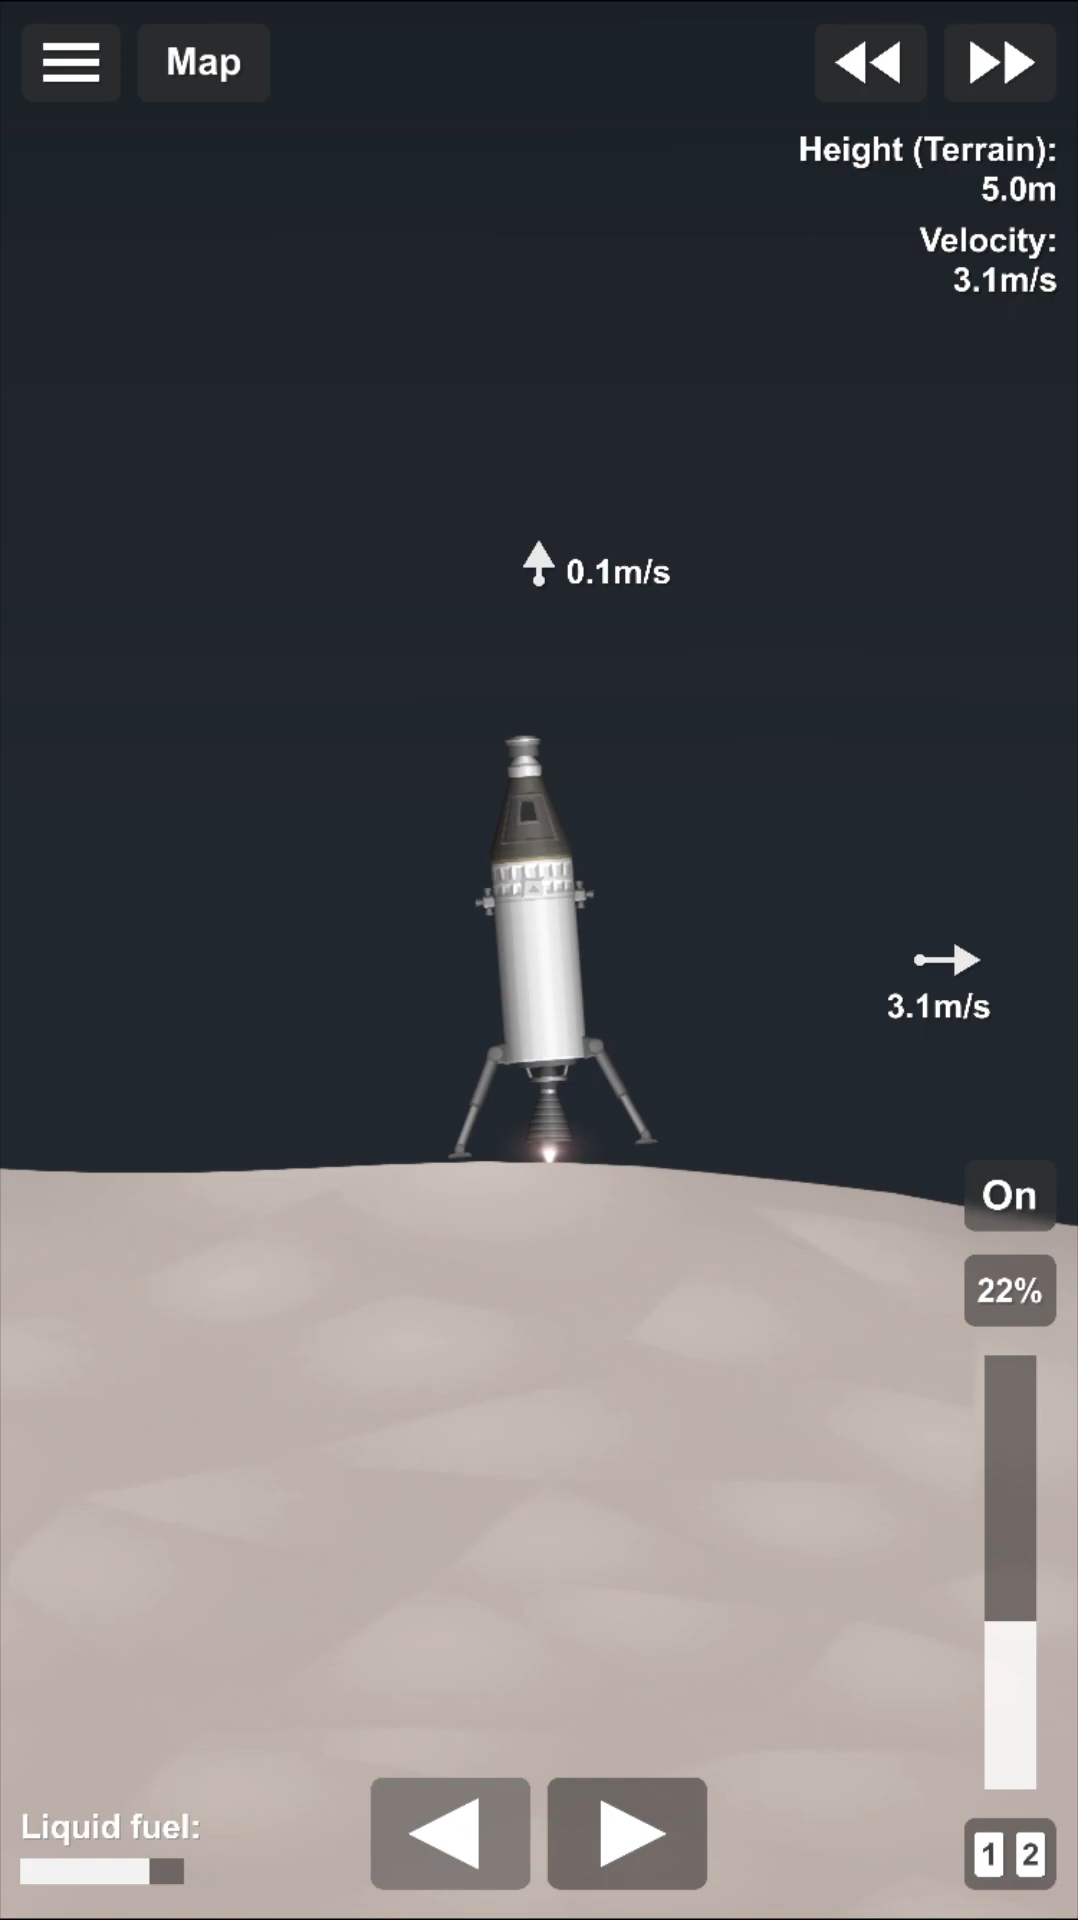 Map
Height (Terrain):
5.0m
Velocity:
3.1m/s
0.1m/s
3.1m/s
On
22%
Liquid fuel:
1 2